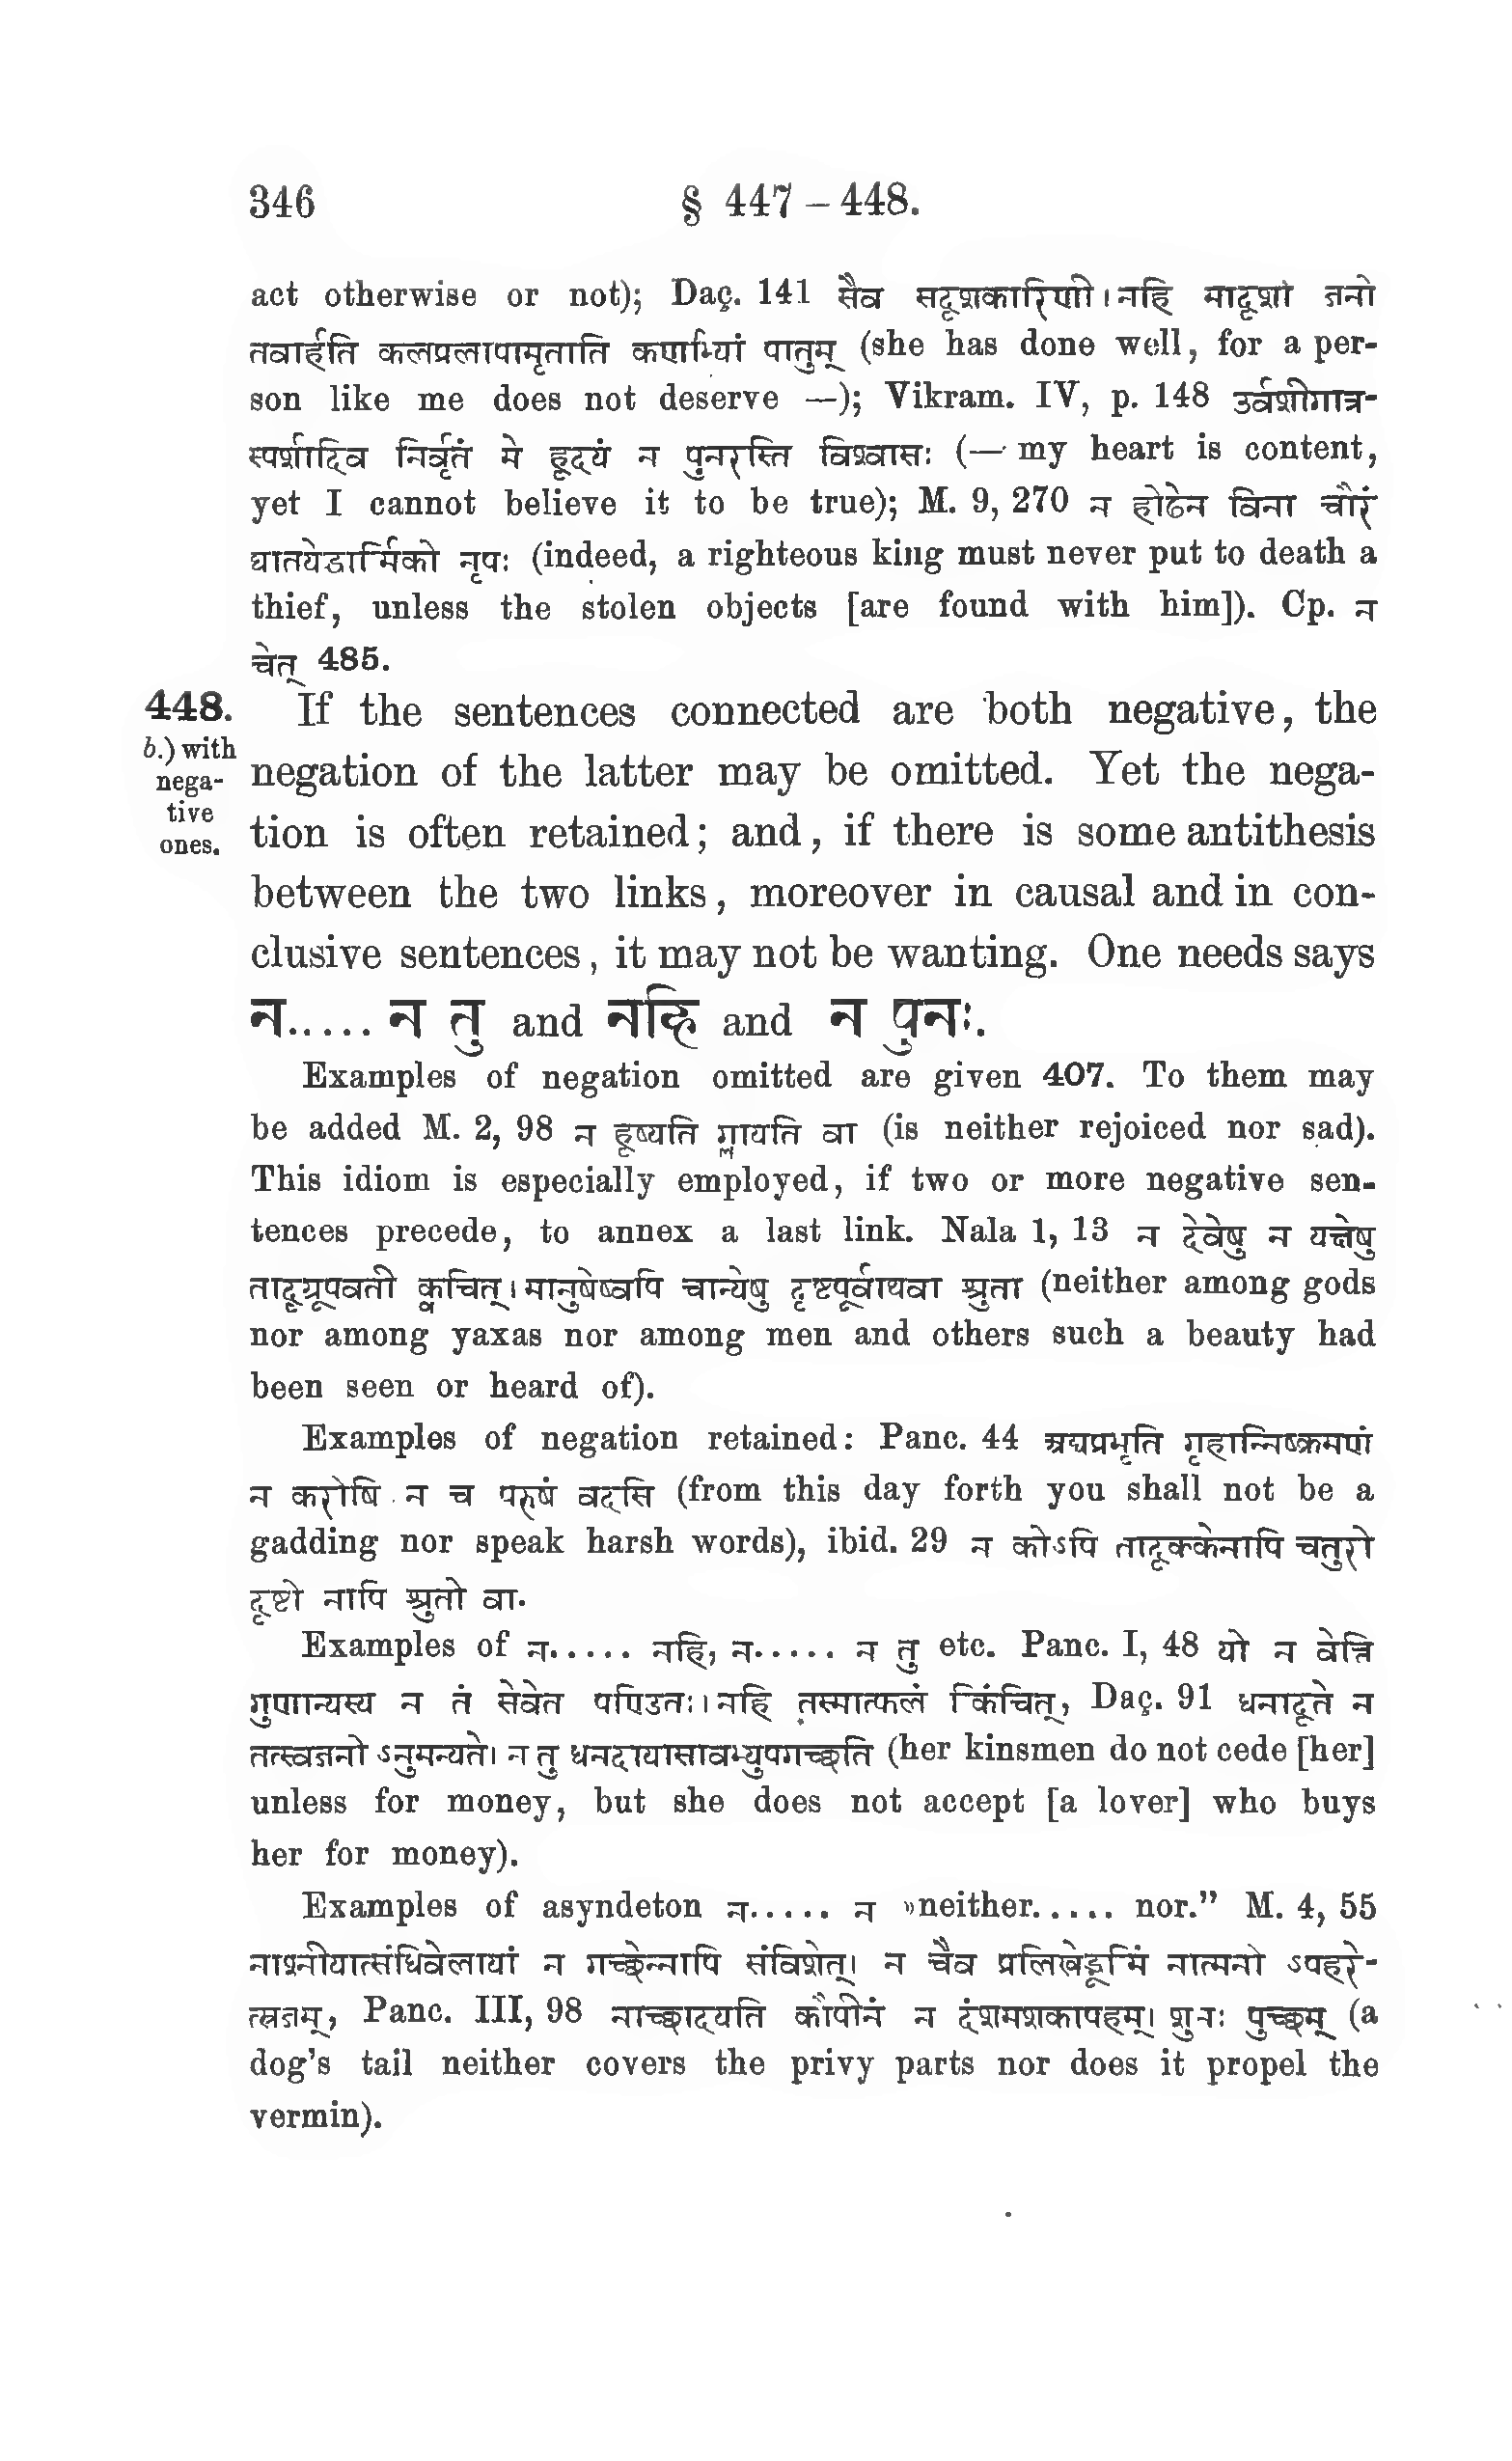 346 § 447 – 448.
act otherwise or not); Daç. 141 सैव सदृशकारिणी । नहि मादृशो जनो
तवार्हति कलप्रलापामृतानि कर्णाभ्यां पातुम् (she has done well, for a per-
son like me does not deserve —); Vikram. IV, p. 148 उर्वशीगात्र-
स्पर्शादिव निर्वृतं मे हृदयं न पुनरस्ति विश्वासः (— my heart is content,
yet I cannot believe it to be true); M. 9, 270 न होढेन विना चौरं
घातयेद्धार्मिको नृपः (indeed, a righteous king must never put to death a
thief, unless the stolen objects [are found with him]). Cp. न
चेत् 485.
448. If the sentences connected are both negative, the
b.) with
nega-
tive
ones.
negation of the latter may be omitted. Yet the nega-
tion is often retained; and, if there is some antithesis
between the two links, moreover in causal and in con-
clusive sentences, it may not be wanting. One needs says
न..... न तु and नहि and न पुनः.
Examples of negation omitted are given 407. To them may
be added M. 2, 98 न हृष्यति ग्लायति वा (is neither rejoiced nor sad).
This idiom is especially employed, if two or more negative sen-
tences precede, to annex a last link. Nala 1, 13 न देवेषु न यक्षेषु
तादृग्रूपवती क्वचित् । मानुषेष्वपि चान्येषु दृष्टपूर्वाथवा श्रुता (neither among gods
nor among yaxas nor among men and others such a beauty had
been seen or heard of).
Examples of negation retained: Panc. 44 अद्यप्रभृति गृहान्निष्क्रमणं
न करोषि न च परुषं वदसि (from this day forth you shall not be a
gadding nor speak harsh words), ibid. 29 न कोऽपि तादृक्केनापि चतुरो
दृष्टो नापि श्रुतो वा.
Examples of न..... नहि, न..... न तु etc. Panc. I, 48 यो न वेत्ति
गुणान्यस्य न तं सेवेत पण्डितः । नहि तस्मात्फलं किंचित्, Daç. 91 धनादृते न
तत्स्वजनो ऽनुमन्यते । न तु धनदायासावभ्युपगच्छति (her kinsmen do not cede [her]
unless for money, but she does not accept [a lover] who buys
her for money).
Examples of asyndeton न..... न »neither..... nor.” M. 4, 55
नाश्नीयात्संधिवेलायां न गच्छेन्नापि संविशेत् । न चैव प्रलिखेद्भूमिं नात्मनो ऽपहरे-
त्स्रजम्, Panc. III, 98 नाच्छादयति कौपीनं न दंशमशकापहम् । शुनः पुच्छम् (a
dog's tail neither covers the privy parts nor does it propel the
vermin).